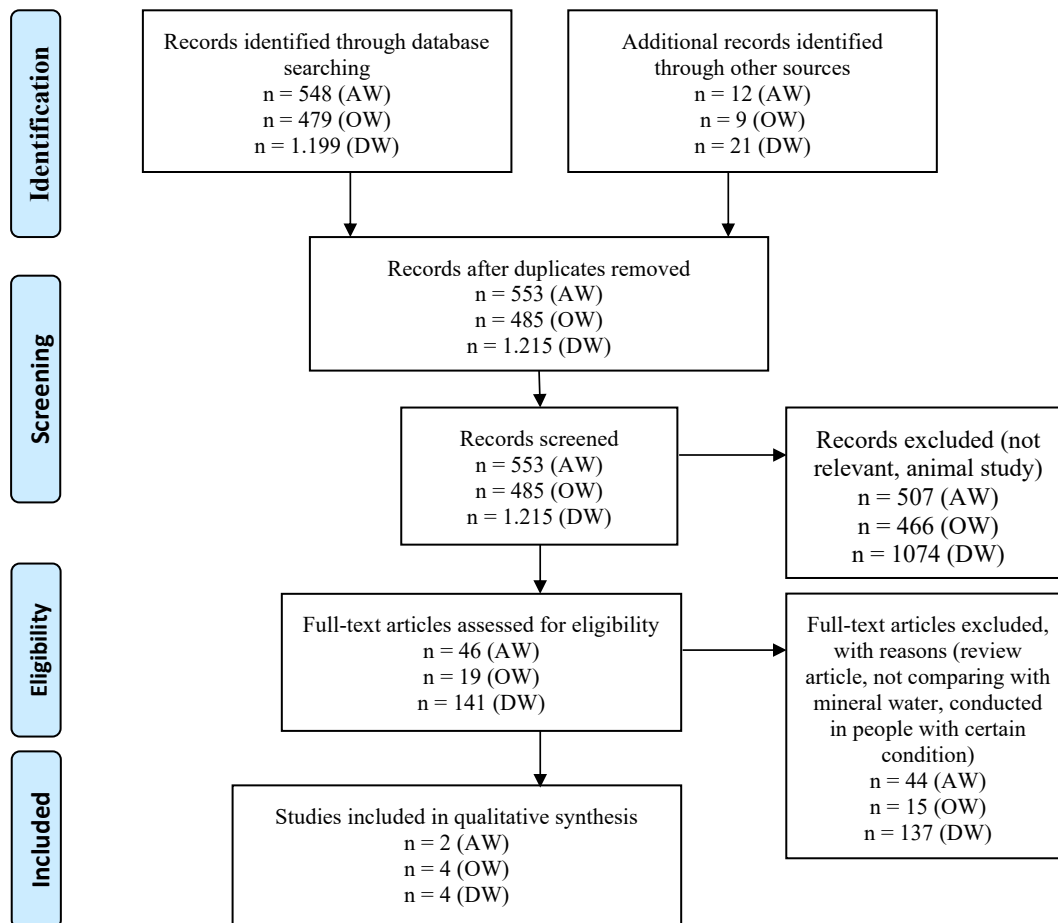 Identification
Records identified through database
searching
n = 548 (AW)
n = 479 (OW)
n = 1.199 (DW)
Additional records identified
through other sources
n = 12 (AW)
n = 9 (OW)
n = 21 (DW)
Screening
Records after duplicates removed
n = 553 (AW)
n = 485 (OW)
n = 1.215 (DW)
Records screened
n = 553 (AW)
n = 485 (OW)
n = 1.215 (DW)
Records excluded (not
relevant, animal study)
n = 507 (AW)
n = 466 (OW)
n = 1074 (DW)
Eligibility
Full-text articles assessed for eligibility
n = 46 (AW)
n = 19 (OW)
n = 141 (DW)
Full-text articles excluded,
with reasons (review
article, not comparing with
mineral water, conducted
in people with certain
condition)
n = 44 (AW)
n = 15 (OW)
n = 137 (DW)
Included
Studies included in qualitative synthesis
n = 2 (AW)
n = 4 (OW)
n = 4 (DW)